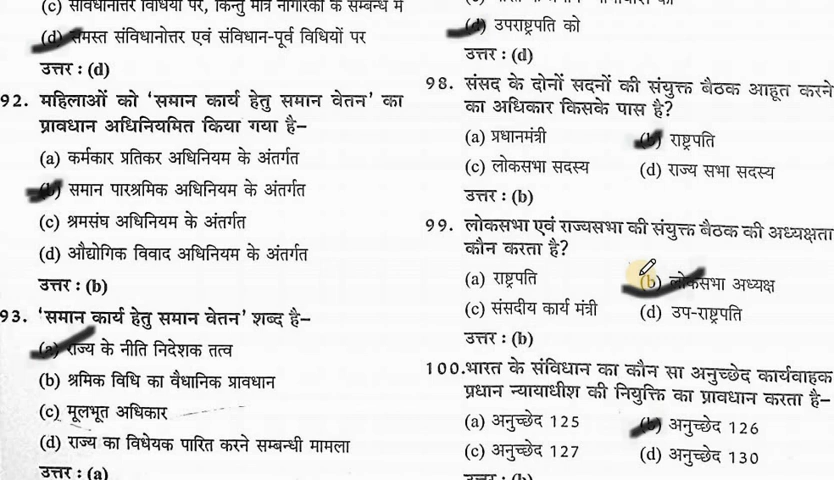 (c) संविधानोत्तर विधियों पर, किन्तु मात्र नागरिकों के सम्बन्ध में
(d) समस्त संविधानोत्तर एवं संविधान-पूर्व विधियों पर
उत्तर : (d)
92. महिलाओं को ‘समान कार्य हेतु समान वेतन’ का
प्रावधान अधिनियमित किया गया है–
(a) कर्मकार प्रतिकर अधिनियम के अंतर्गत
(b) समान पारश्रमिक अधिनियम के अंतर्गत
(c) श्रमसंघ अधिनियम के अंतर्गत
(d) औद्योगिक विवाद अधिनियम के अंतर्गत
उत्तर : (b)
93. ‘समान कार्य हेतु समान वेतन’ शब्द है–
(a) राज्य के नीति निदेशक तत्व
(b) श्रमिक विधि का वैधानिक प्रावधान
(c) मूलभूत अधिकार
(d) राज्य का विधेयक पारित करने सम्बन्धी मामला
उत्तर : (a)
(d) उपराष्ट्रपति को
उत्तर : (d)
98. संसद के दोनों सदनों की संयुक्त बैठक आहूत करने
का अधिकार किसके पास है?
(a) प्रधानमंत्री (b) राष्ट्रपति
(c) लोकसभा सदस्य (d) राज्य सभा सदस्य
उत्तर : (b)
99. लोकसभा एवं राज्यसभा की संयुक्त बैठक की अध्यक्षता
कौन करता है?
(a) राष्ट्रपति (b) लोकसभा अध्यक्ष
(c) संसदीय कार्य मंत्री (d) उप-राष्ट्रपति
उत्तर : (b)
100.भारत के संविधान का कौन सा अनुच्छेद कार्यवाहक
प्रधान न्यायाधीश की नियुक्ति का प्रावधान करता है–
(a) अनुच्छेद 125 (b) अनुच्छेद 126
(c) अनुच्छेद 127 (d) अनुच्छेद 130
उत्तर : (b)